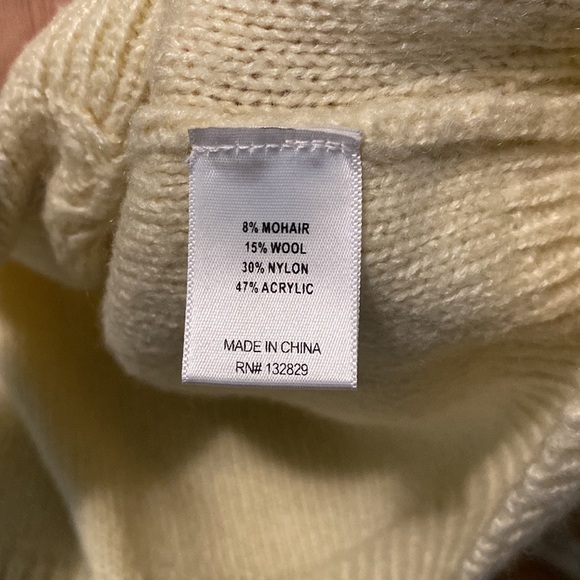 8% MOHAIR
15% WOOL
30% NYLON
47% ACRYLIC
MADE IN CHINA
RN# 132829